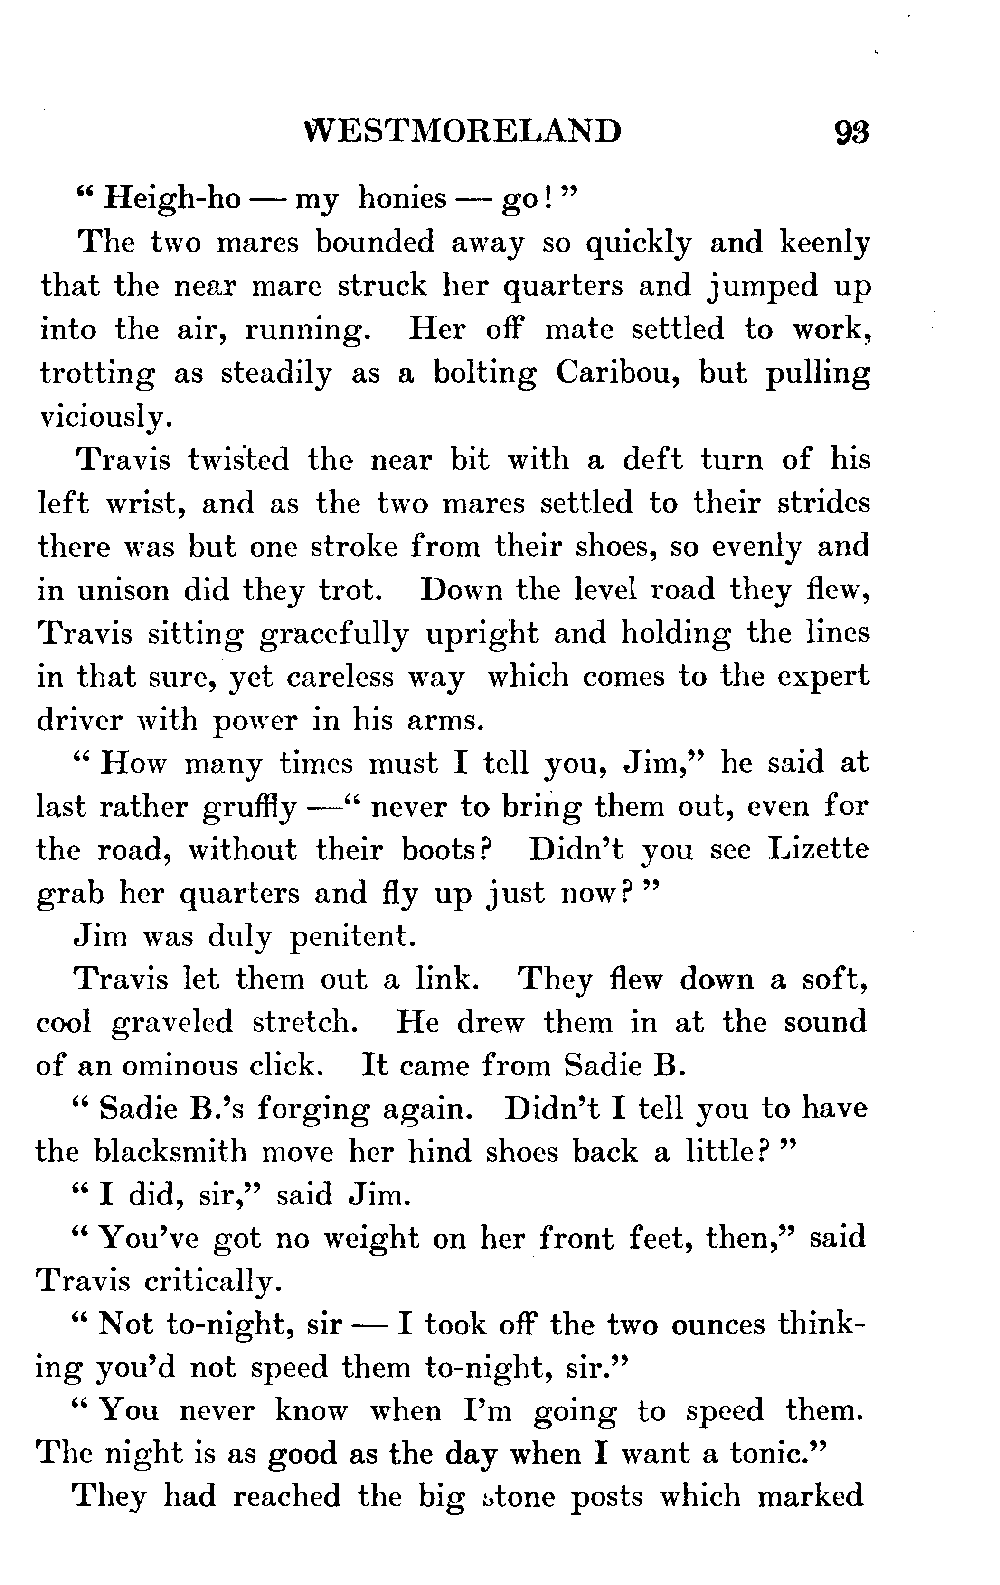 WESTMORELAND 93
“ Heigh-ho — my honies — go! ”
The two mares bounded away so quickly and keenly
that the near mare struck her quarters and jumped up
into the air, running. Her off mate settled to work,
trotting as steadily as a bolting Caribou, but pulling
viciously.
Travis twisted the near bit with a deft turn of his
left wrist, and as the two mares settled to their strides
there was but one stroke from their shoes, so evenly and
in unison did they trot. Down the level road they flew,
Travis sitting gracefully upright and holding the lines
in that sure, yet careless way which comes to the expert
driver with power in his arms.
“ How many times must I tell you, Jim,” he said at
last rather gruffly —“ never to bring them out, even for
the road, without their boots? Didn’t you see Lizette
grab her quarters and fly up just now? ”
Jim was duly penitent.
Travis let them out a link. They flew down a soft,
cool graveled stretch. He drew them in at the sound
of an ominous click. It came from Sadie B.
“ Sadie B.’s forging again. Didn’t I tell you to have
the blacksmith move her hind shoes back a little? ”
“ I did, sir,” said Jim.
“ You’ve got no weight on her front feet, then,” said
Travis critically.
“ Not to-night, sir — I took off the two ounces think-
ing you’d not speed them to-night, sir.”
“ You never know when I’m going to speed them.
The night is as good as the day when I want a tonic.”
They had reached the big stone posts which marked